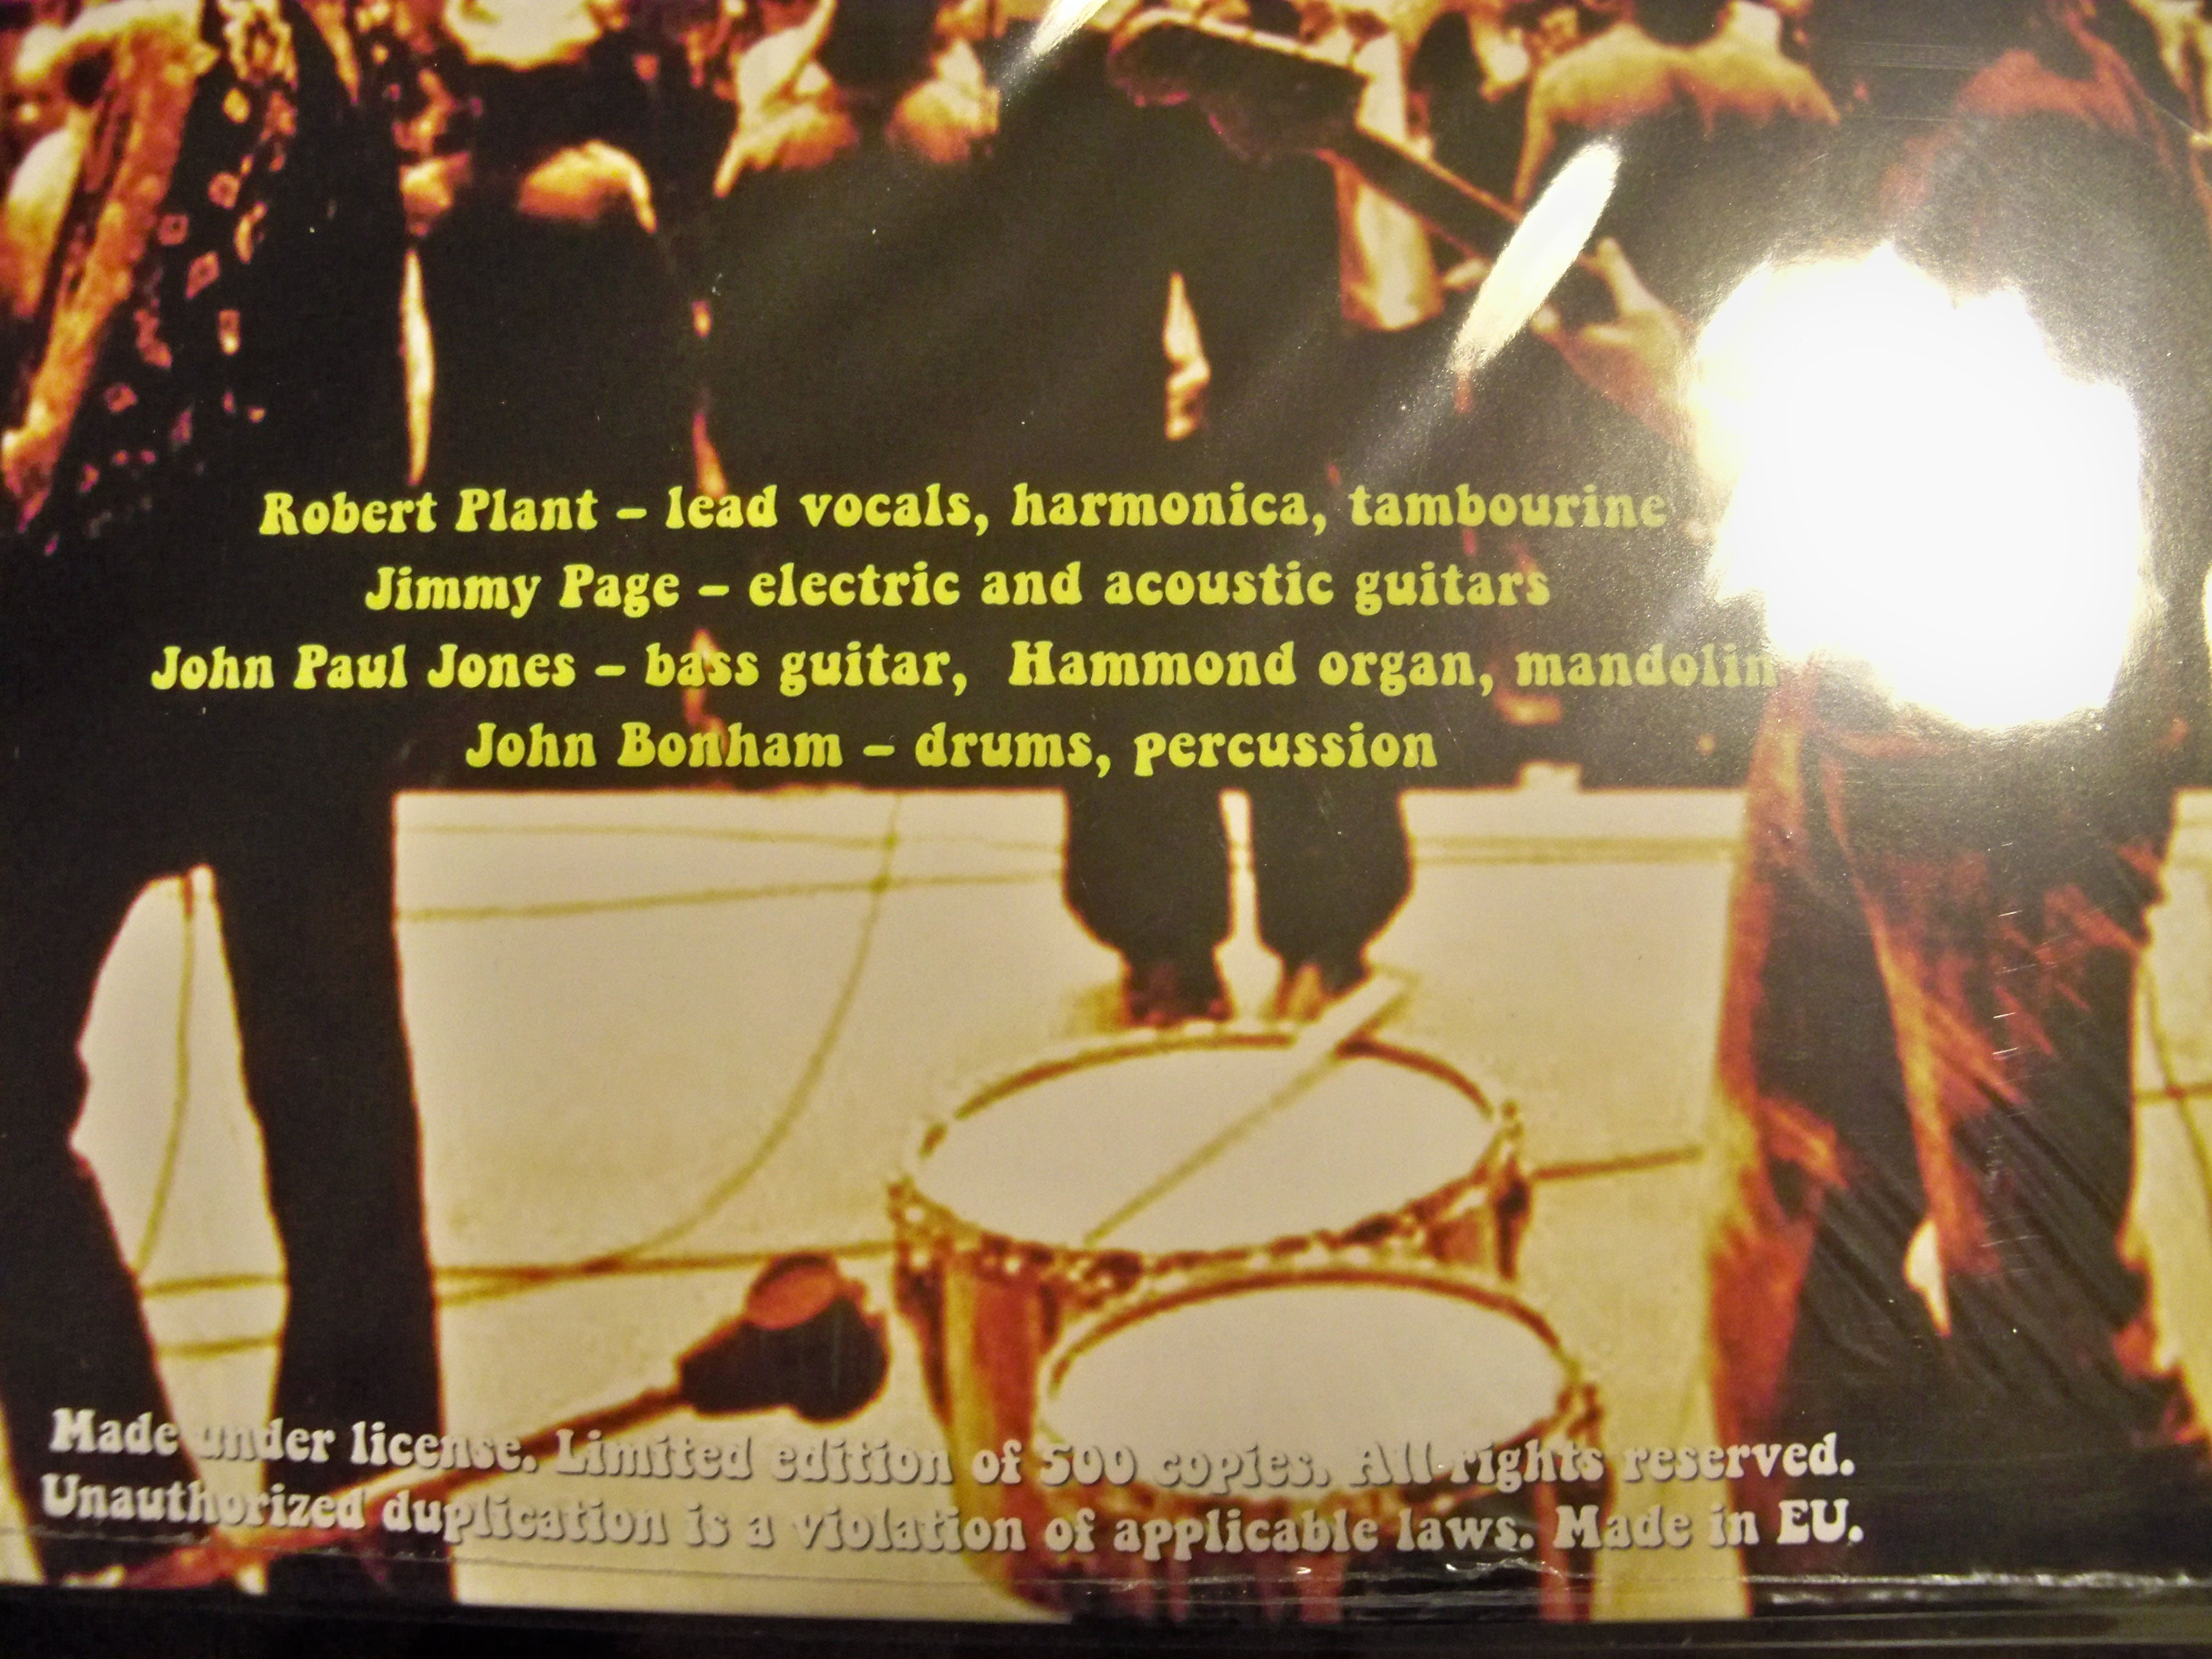 Robert Plant – lead vocals, harmonica, tambourine
Jimmy Page – electric and acoustic guitars
John Paul Jones – bass guitar, Hammond organ, mandolin
John Bonham – drums, percussion
Made under license. Limited edition of 500 copies. All rights reserved.
Unauthorized duplication is a violation of applicable laws. Made in EU.